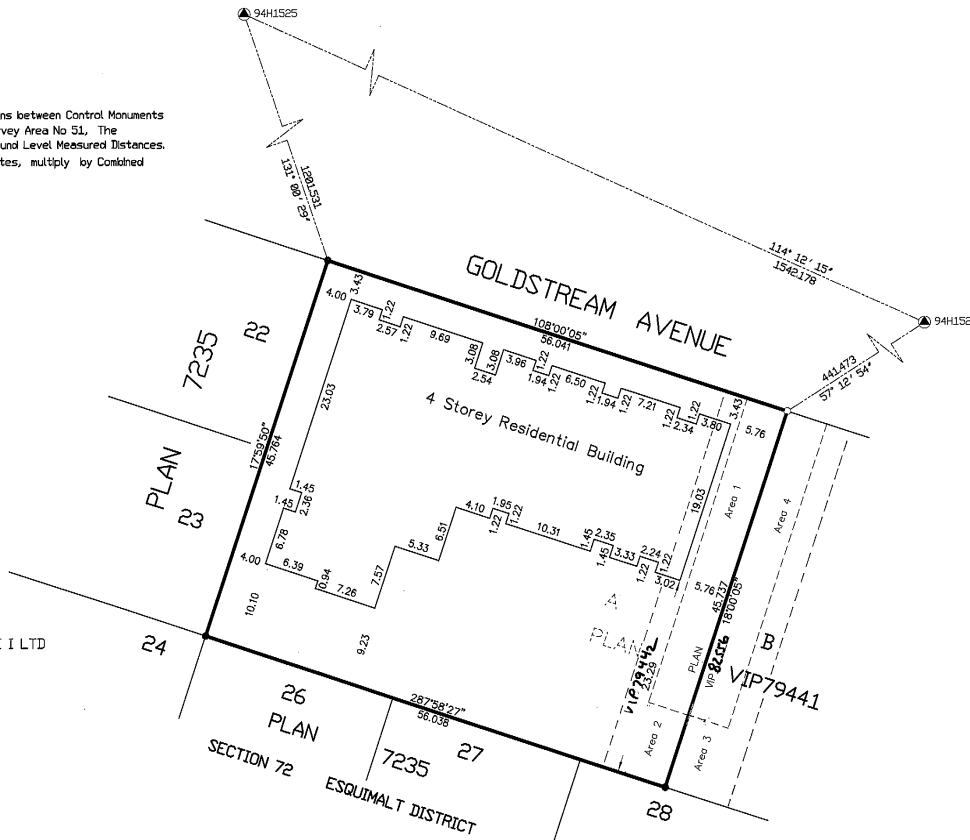 94H1525
ns between Control Monuments
vey Area No 51, The
und Level Measured Distances.
tes, multiply by Combined
1201.531
131° 00' 29"
114° 12' 15"
1542.178
94H152
441.473
57° 12' 54"
GOLDSTREAM AVENUE
108°00'05"
56.041
22
7235
PLAN
23
17°59'50"
45.764
4.00
3.43
3.79
1.22
2.57
1.22
9.69
3.08
3.08
2.54
3.96
1.22
1.94
1.22
6.50
1.22
1.94
1.22
7.21
1.22
2.34
1.22
3.80
3.43
5.76
23.03
4 Storey Residential Building
19.03
Area 1
Area 4
1.45
1.45
2.36
6.78
4.00
6.39
0.94
7.26
7.57
5.33
6.51
4.10
1.95
1.22
1.22
10.31
1.45
2.35
1.45
3.33
2.24
1.22
1.22
3.02
5.76
45.737
18°00'05"
10.10
9.23
A
PLAN
VIP79442
23.29
PLAN
VIP 82556
B
VIP79441
Area 2
Area 3
I I LTD
24
26
PLAN
287°58'27"
56.038
27
7235
28
SECTION 72
ESQUIMALT DISTRICT